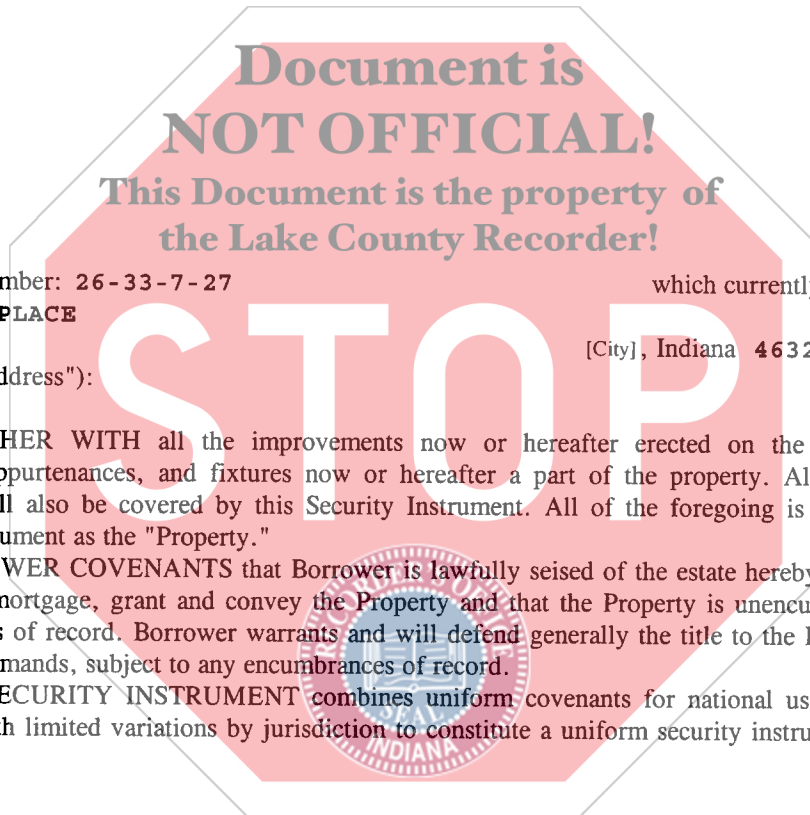 Document is
NOT OFFICIAL!
This Document is the property of
the Lake County Recorder!
mber: 26-33-7-27 which currently
PLACE
[City], Indiana 4632
ddress"):
STOP
HER WITH all the improvements now or hereafter erected on the
ppurtenances, and fixtures now or hereafter a part of the property. Al
ll also be covered by this Security Instrument. All of the foregoing is
ument as the "Property."
WER COVENANTS that Borrower is lawfully seised of the estate hereby
mortgage, grant and convey the Property and that the Property is unencu
s of record. Borrower warrants and will defend generally the title to the
mands, subject to any encumbrances of record.
ECURITY INSTRUMENT combines uniform covenants for national us
th limited variations by jurisdiction to constitute a uniform security instru
SEAL
INDIANA